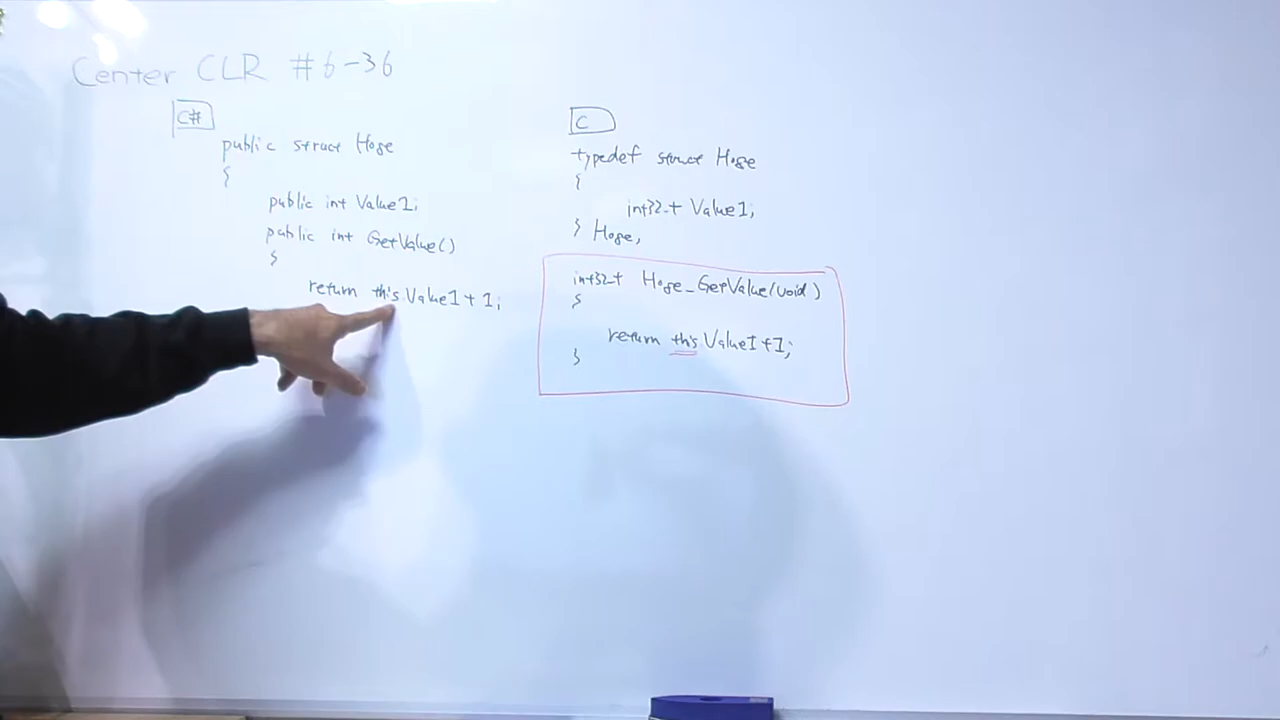 Center CLR #6-36
C#
public struct Hoge
{
public int Value1;
public int GetValue()
{
return this.Value1+1;
C
typedef struct Hoge
{
int32_t Value1;
} Hoge;
int32_t Hoge_GetValue(void)
{
return this.Value1+1;
}